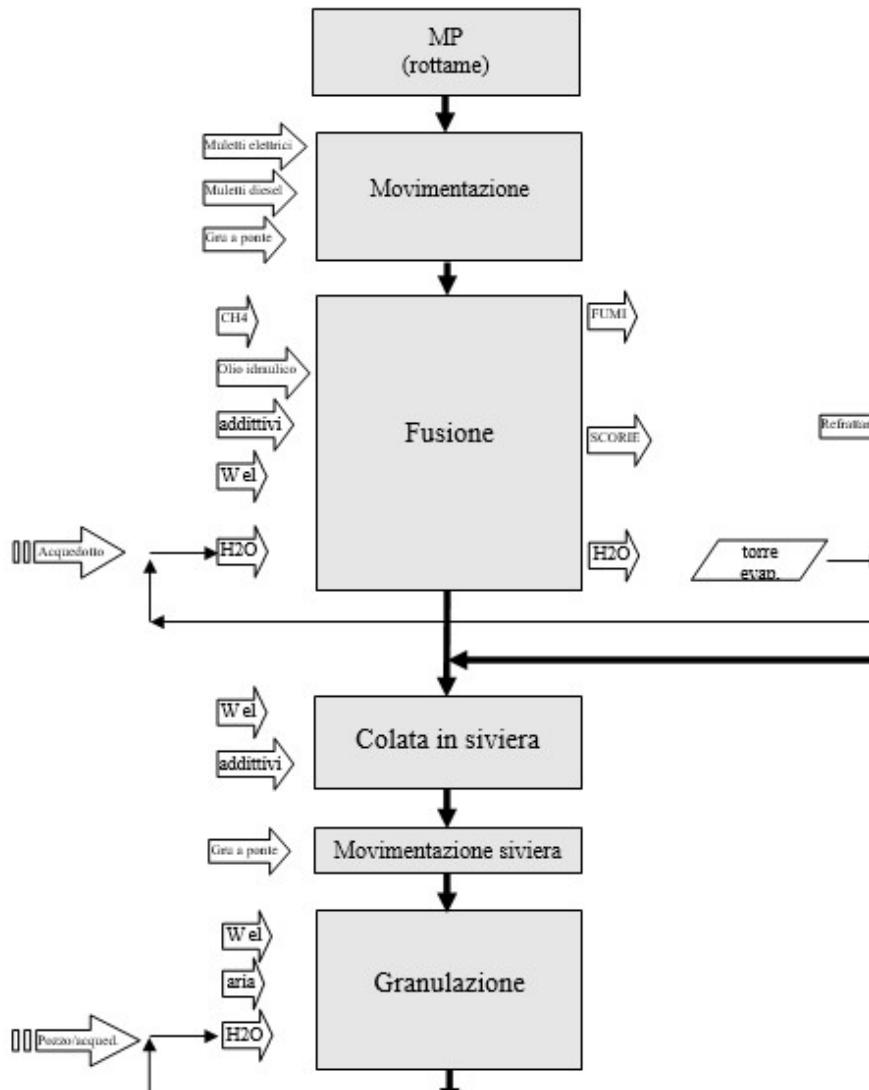 MP
(rottame)
Muletti elettrici
Movimentazione
Muletti diesel
Gru a ponte
CH4
FUMI
Olio idraulico
addittivi
Fusione
SCORIE
W el
Acquedotto
H2O
H2O
torre
evap.
W el
Colata in siviera
addittivi
Gru a ponte
Movimentazione siviera
W el
aria
Granulazione
Pozzo/acqued.
H2O